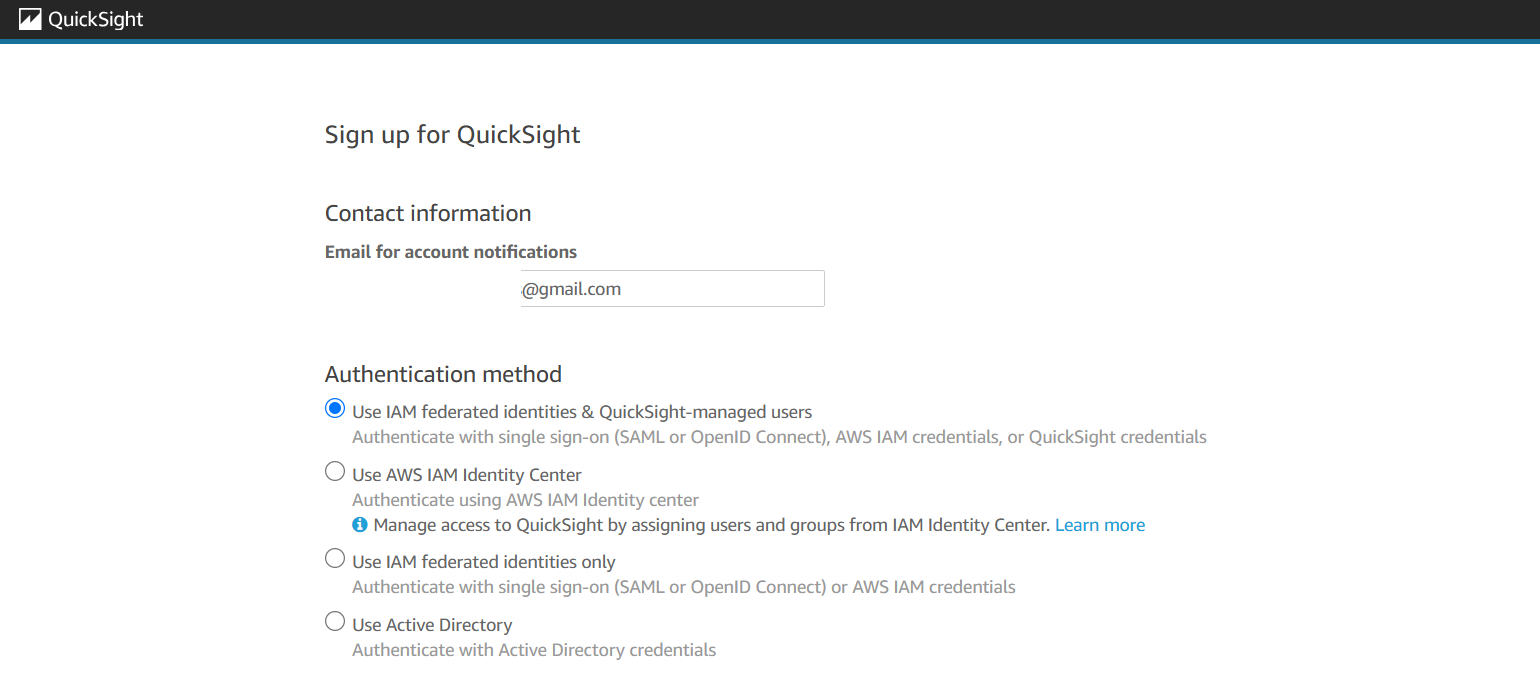 QuickSight
Sign up for QuickSight
Contact information
Email for account notifications
@gmail.com
Authentication method
Use IAM federated identities & QuickSight-managed users
Authenticate with single sign-on (SAML or OpenID Connect), AWS IAM credentials, or QuickSight credentials
Use AWS IAM Identity Center
Authenticate using AWS IAM Identity center
Manage access to QuickSight by assigning users and groups from IAM Identity Center. Learn more
Use IAM federated identities only
Authenticate with single sign-on (SAML or OpenID Connect) or AWS IAM credentials
Use Active Directory
Authenticate with Active Directory credentials